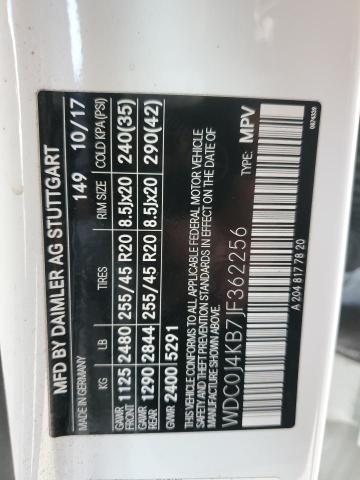 MFD BY DAIMLER AG STUTTGART
MADE IN GERMANY 149 10/17
KG LB TIRES RIM SIZE COLD KPA (PSI)
GAWR FRONT 1125 2480 255/45 R20 8.5Jx20 240(35)
GAWR REAR 1290 2844 255/45 R20 8.5Jx20 290(42)
GVWR 2400 5291
THIS VEHICLE CONFORMS TO ALL APPLICABLE FEDERAL MOTOR VEHICLE
SAFETY AND THEFT PREVENTION STANDARDS IN EFFECT ON THE DATE OF
MANUFACTURE SHOWN ABOVE
WDC0J4KB7JF362256 TYPE: MPV
A 204 817 78 20